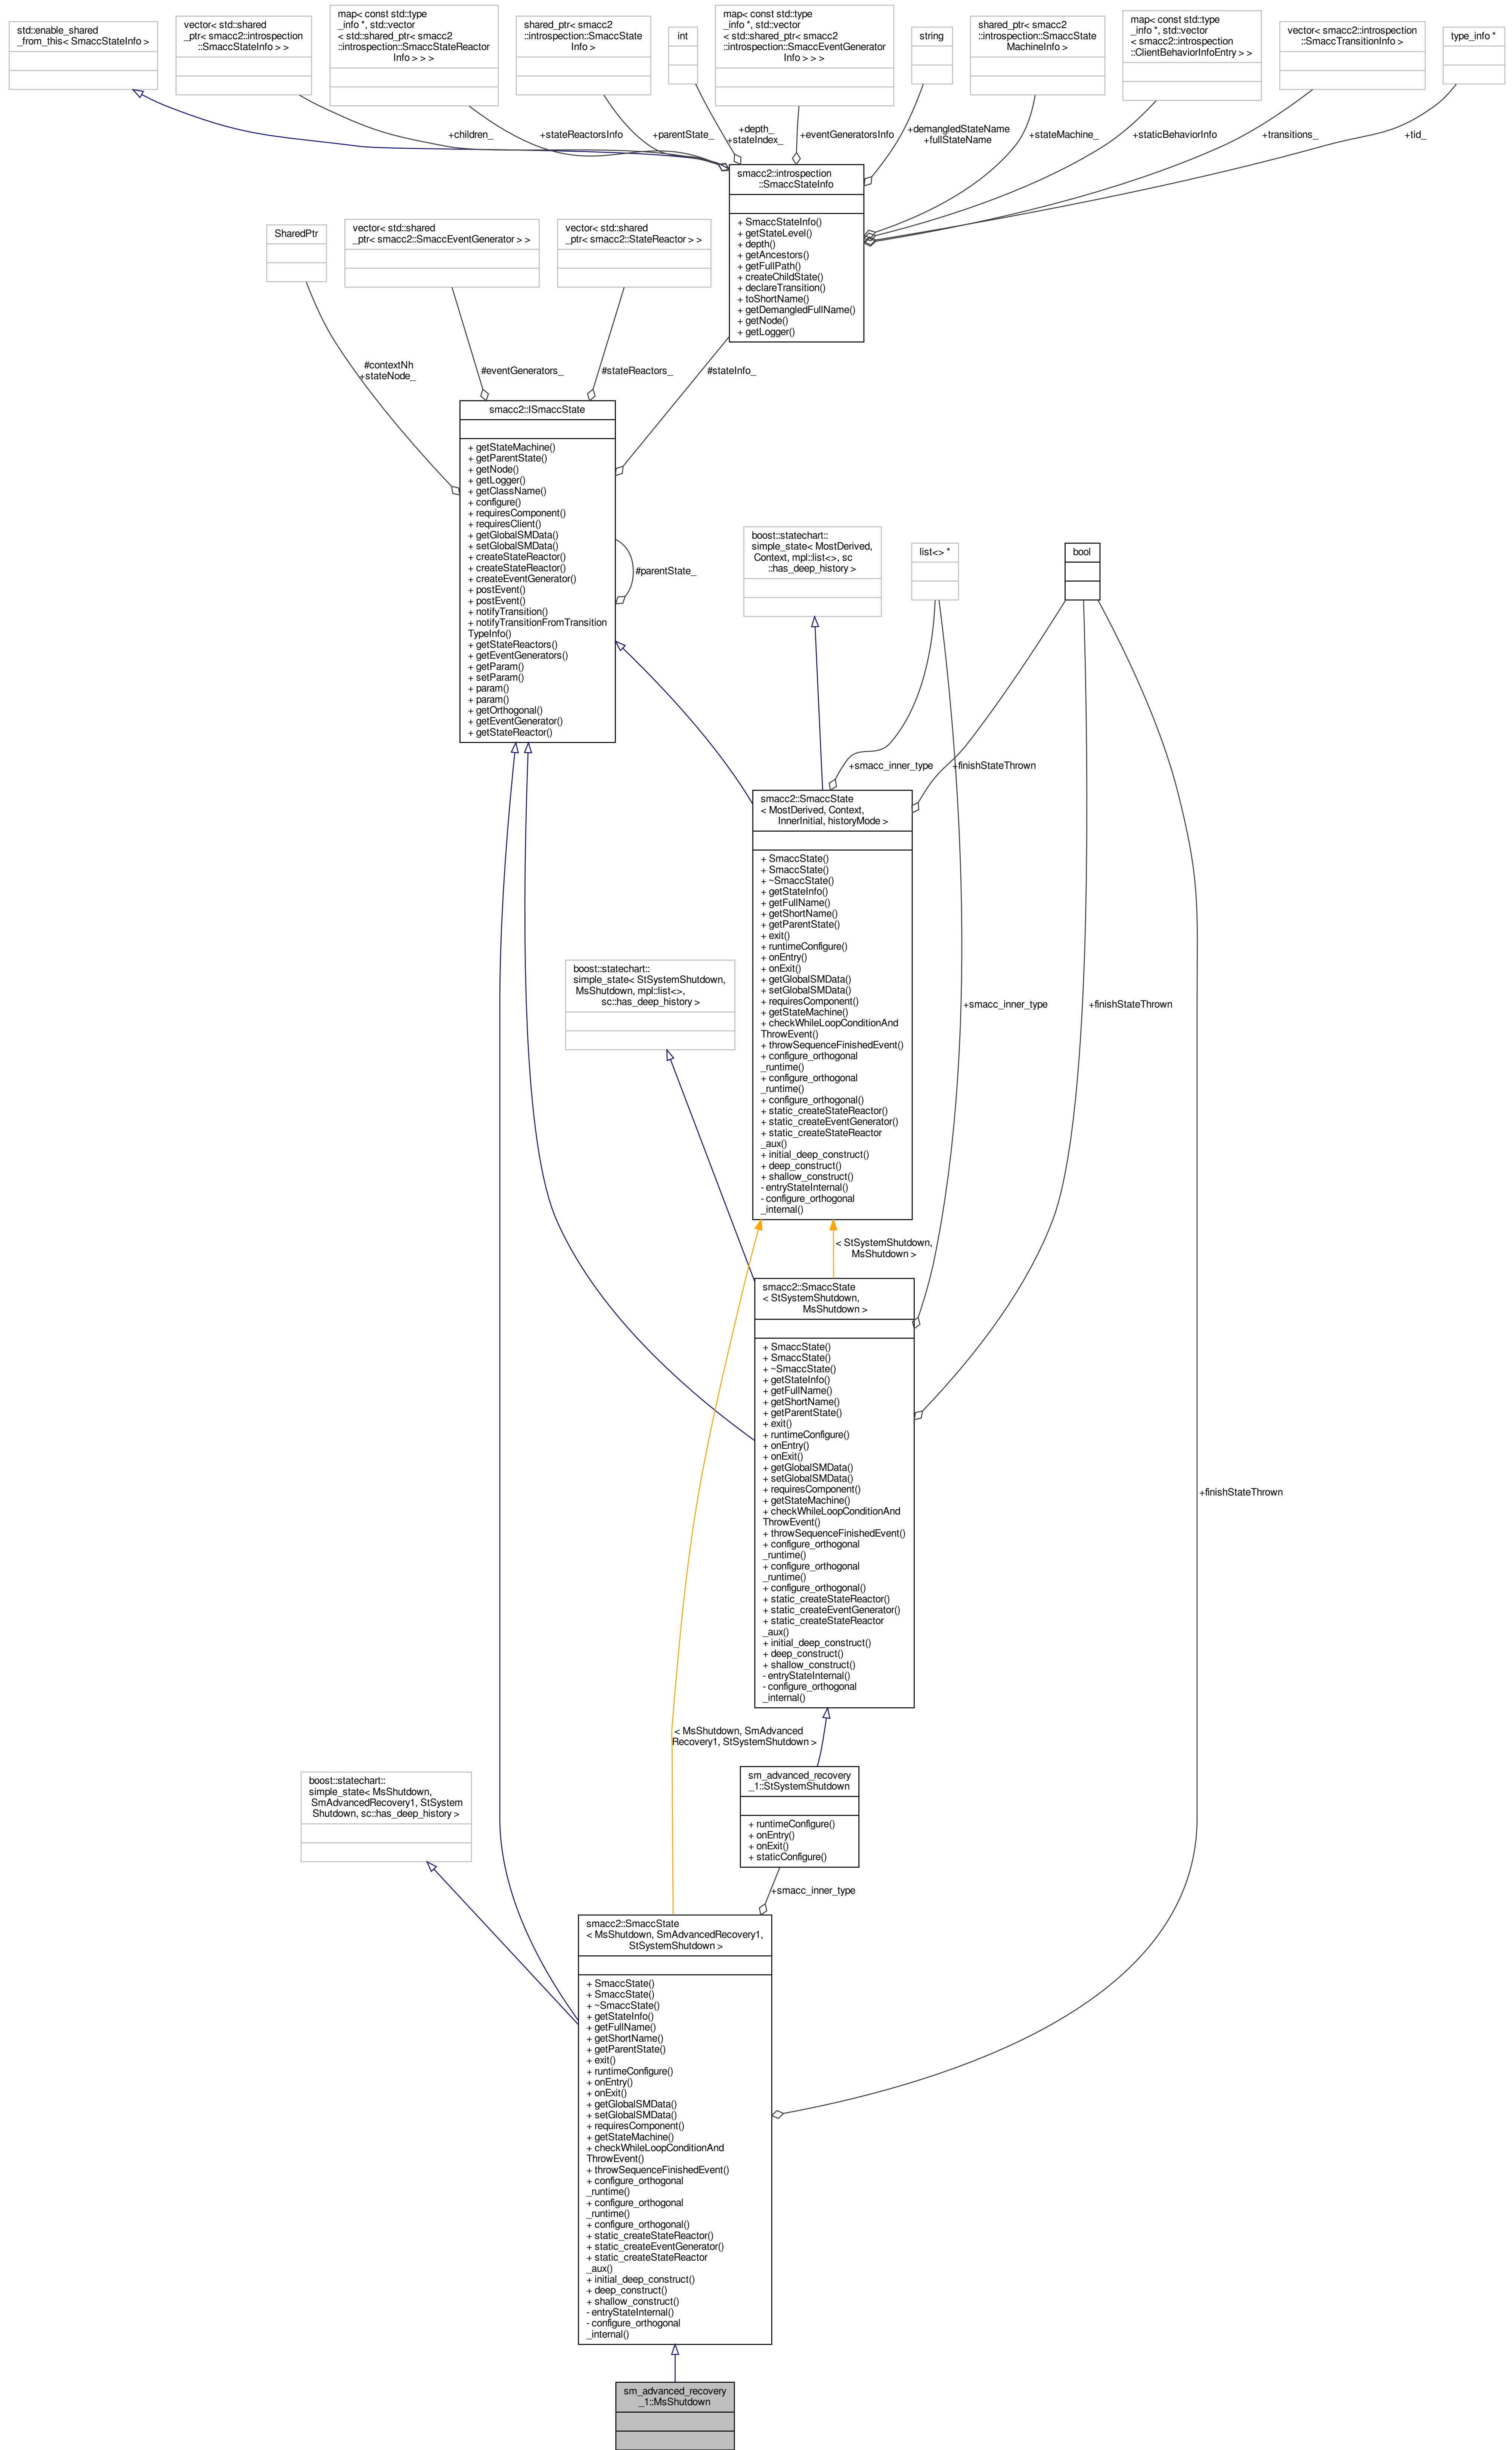 std::enable_shared
_from_this< SmaccStateInfo >
vector< std::shared
_ptr< smacc2::introspection
::SmaccStateInfo > >
map< const std::type
_info *, std::vector
< std::shared_ptr< smacc2
::introspection::SmaccStateReactor
Info > > >
shared_ptr< smacc2
::introspection::SmaccState
Info >
int
map< const std::type
_info *, std::vector
< std::shared_ptr< smacc2
::introspection::SmaccEventGenerator
Info > > >
string
shared_ptr< smacc2
::introspection::SmaccState
MachineInfo >
map< const std::type
_info *, std::vector
< smacc2::introspection
::ClientBehaviorInfoEntry > >
vector< smacc2::introspection
::SmaccTransitionInfo >
type_info *
+children_
+stateReactorsInfo
+parentState_
+depth_
+stateIndex_
+eventGeneratorsInfo
+demangledStateName
+fullStateName
+stateMachine_
+staticBehaviorInfo
+transitions_
+tid_
smacc2::introspection
::SmaccStateInfo
+ SmaccStateInfo()
+ getStateLevel()
+ depth()
+ getAncestors()
+ getFullPath()
+ createChildState()
+ declareTransition()
+ toShortName()
+ getDemangledFullName()
+ getNode()
+ getLogger()
SharedPtr
vector< std::shared
_ptr< smacc2::SmaccEventGenerator > >
vector< std::shared
_ptr< smacc2::StateReactor > >
#contextNh
+stateNode_
#eventGenerators_
#stateReactors_
#stateInfo_
smacc2::ISmaccState
+ getStateMachine()
+ getParentState()
+ getNode()
+ getLogger()
+ getClassName()
+ configure()
+ requiresComponent()
+ requiresClient()
+ getGlobalSMData()
+ setGlobalSMData()
+ createStateReactor()
+ createStateReactor()
+ createEventGenerator()
+ postEvent()
+ postEvent()
+ notifyTransition()
+ notifyTransitionFromTransition
TypeInfo()
+ getStateReactors()
+ getEventGenerators()
+ getParam()
+ setParam()
+ param()
+ param()
+ getOrthogonal()
+ getEventGenerator()
+ getStateReactor()
#parentState_
boost::statechart::
simple_state< MostDerived,
Context, mpl::list<>, sc
::has_deep_history >
list<> *
bool
+smacc_inner_type
+finishStateThrown
smacc2::SmaccState
< MostDerived, Context,
InnerInitial, historyMode >
+ SmaccState()
+ SmaccState()
+ ~SmaccState()
+ getStateInfo()
+ getFullName()
+ getShortName()
+ getParentState()
+ exit()
+ runtimeConfigure()
+ onEntry()
+ onExit()
+ getGlobalSMData()
+ setGlobalSMData()
+ requiresComponent()
+ getStateMachine()
+ checkWhileLoopConditionAnd
ThrowEvent()
+ throwSequenceFinishedEvent()
+ configure_orthogonal
_runtime()
+ configure_orthogonal
_runtime()
+ configure_orthogonal()
+ static_createStateReactor()
+ static_createEventGenerator()
+ static_createStateReactor
_aux()
+ initial_deep_construct()
+ deep_construct()
+ shallow_construct()
- entryStateInternal()
- configure_orthogonal
_internal()
boost::statechart::
simple_state< StSystemShutdown,
MsShutdown, mpl::list<>,
sc::has_deep_history >
+smacc_inner_type
+finishStateThrown
< StSystemShutdown,
MsShutdown >
smacc2::SmaccState
< StSystemShutdown,
MsShutdown >
+ SmaccState()
+ SmaccState()
+ ~SmaccState()
+ getStateInfo()
+ getFullName()
+ getShortName()
+ getParentState()
+ exit()
+ runtimeConfigure()
+ onEntry()
+ onExit()
+ getGlobalSMData()
+ setGlobalSMData()
+ requiresComponent()
+ getStateMachine()
+ checkWhileLoopConditionAnd
ThrowEvent()
+ throwSequenceFinishedEvent()
+ configure_orthogonal
_runtime()
+ configure_orthogonal
_runtime()
+ configure_orthogonal()
+ static_createStateReactor()
+ static_createEventGenerator()
+ static_createStateReactor
_aux()
+ initial_deep_construct()
+ deep_construct()
+ shallow_construct()
- entryStateInternal()
- configure_orthogonal
_internal()
+finishStateThrown
< MsShutdown, SmAdvanced
Recovery1, StSystemShutdown >
boost::statechart::
simple_state< MsShutdown,
SmAdvancedRecovery1, StSystem
Shutdown, sc::has_deep_history >
sm_advanced_recovery
_1::StSystemShutdown
+ runtimeConfigure()
+ onEntry()
+ onExit()
+ staticConfigure()
+smacc_inner_type
smacc2::SmaccState
< MsShutdown, SmAdvancedRecovery1,
StSystemShutdown >
+ SmaccState()
+ SmaccState()
+ ~SmaccState()
+ getStateInfo()
+ getFullName()
+ getShortName()
+ getParentState()
+ exit()
+ runtimeConfigure()
+ onEntry()
+ onExit()
+ getGlobalSMData()
+ setGlobalSMData()
+ requiresComponent()
+ getStateMachine()
+ checkWhileLoopConditionAnd
ThrowEvent()
+ throwSequenceFinishedEvent()
+ configure_orthogonal
_runtime()
+ configure_orthogonal
_runtime()
+ configure_orthogonal()
+ static_createStateReactor()
+ static_createEventGenerator()
+ static_createStateReactor
_aux()
+ initial_deep_construct()
+ deep_construct()
+ shallow_construct()
- entryStateInternal()
- configure_orthogonal
_internal()
sm_advanced_recovery
_1::MsShutdown